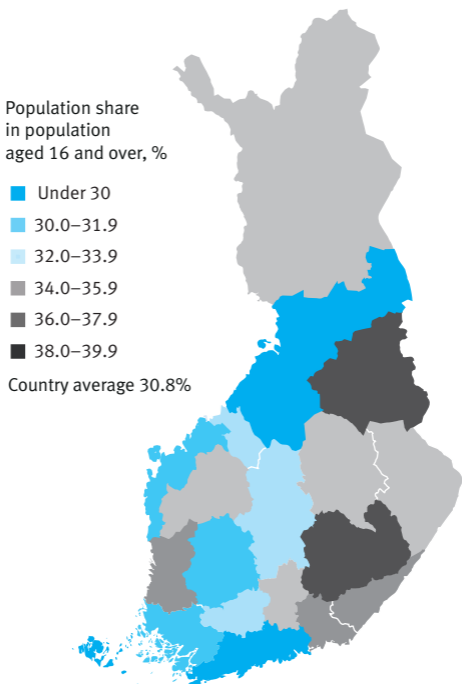 Population share
in population
aged 16 and over, %
Under 30
30.0–31.9
32.0–33.9
34.0–35.9
36.0–37.9
38.0–39.9
Country average 30.8%